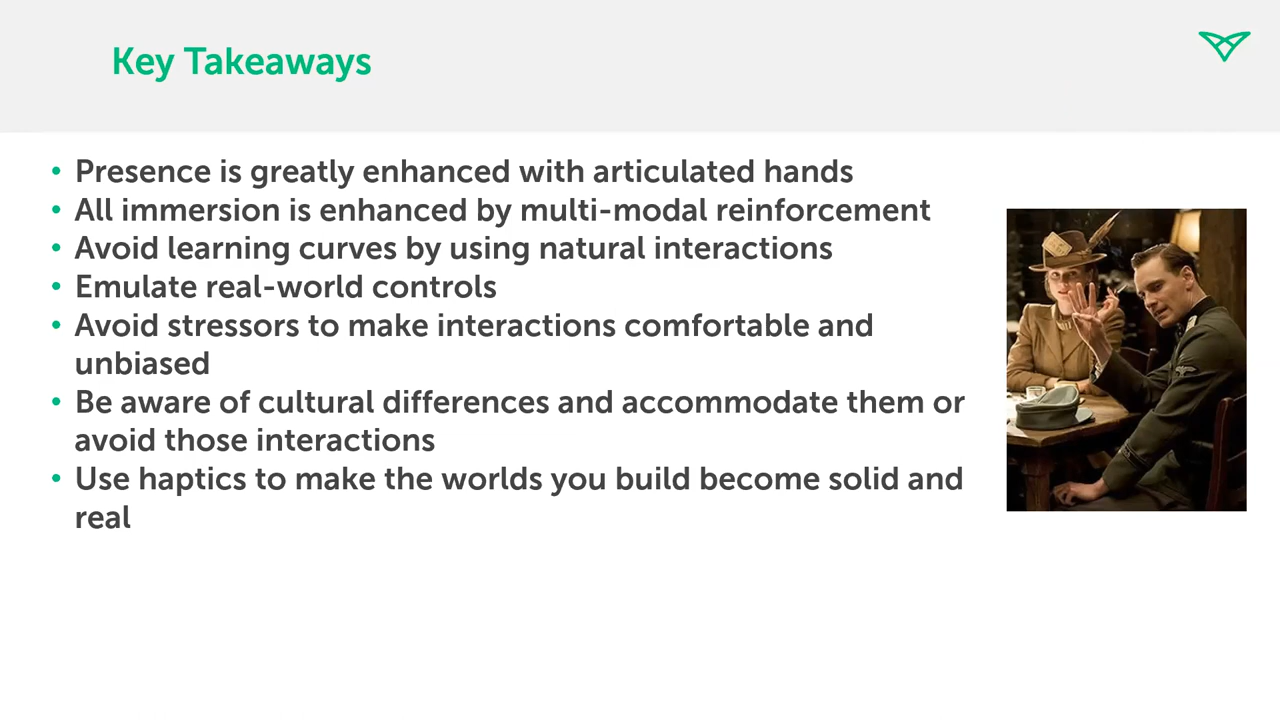 Key Takeaways
• Presence is greatly enhanced with articulated hands
• All immersion is enhanced by multi-modal reinforcement
• Avoid learning curves by using natural interactions
• Emulate real-world controls
• Avoid stressors to make interactions comfortable and
unbiased
• Be aware of cultural differences and accommodate them or
avoid those interactions
• Use haptics to make the worlds you build become solid and
real